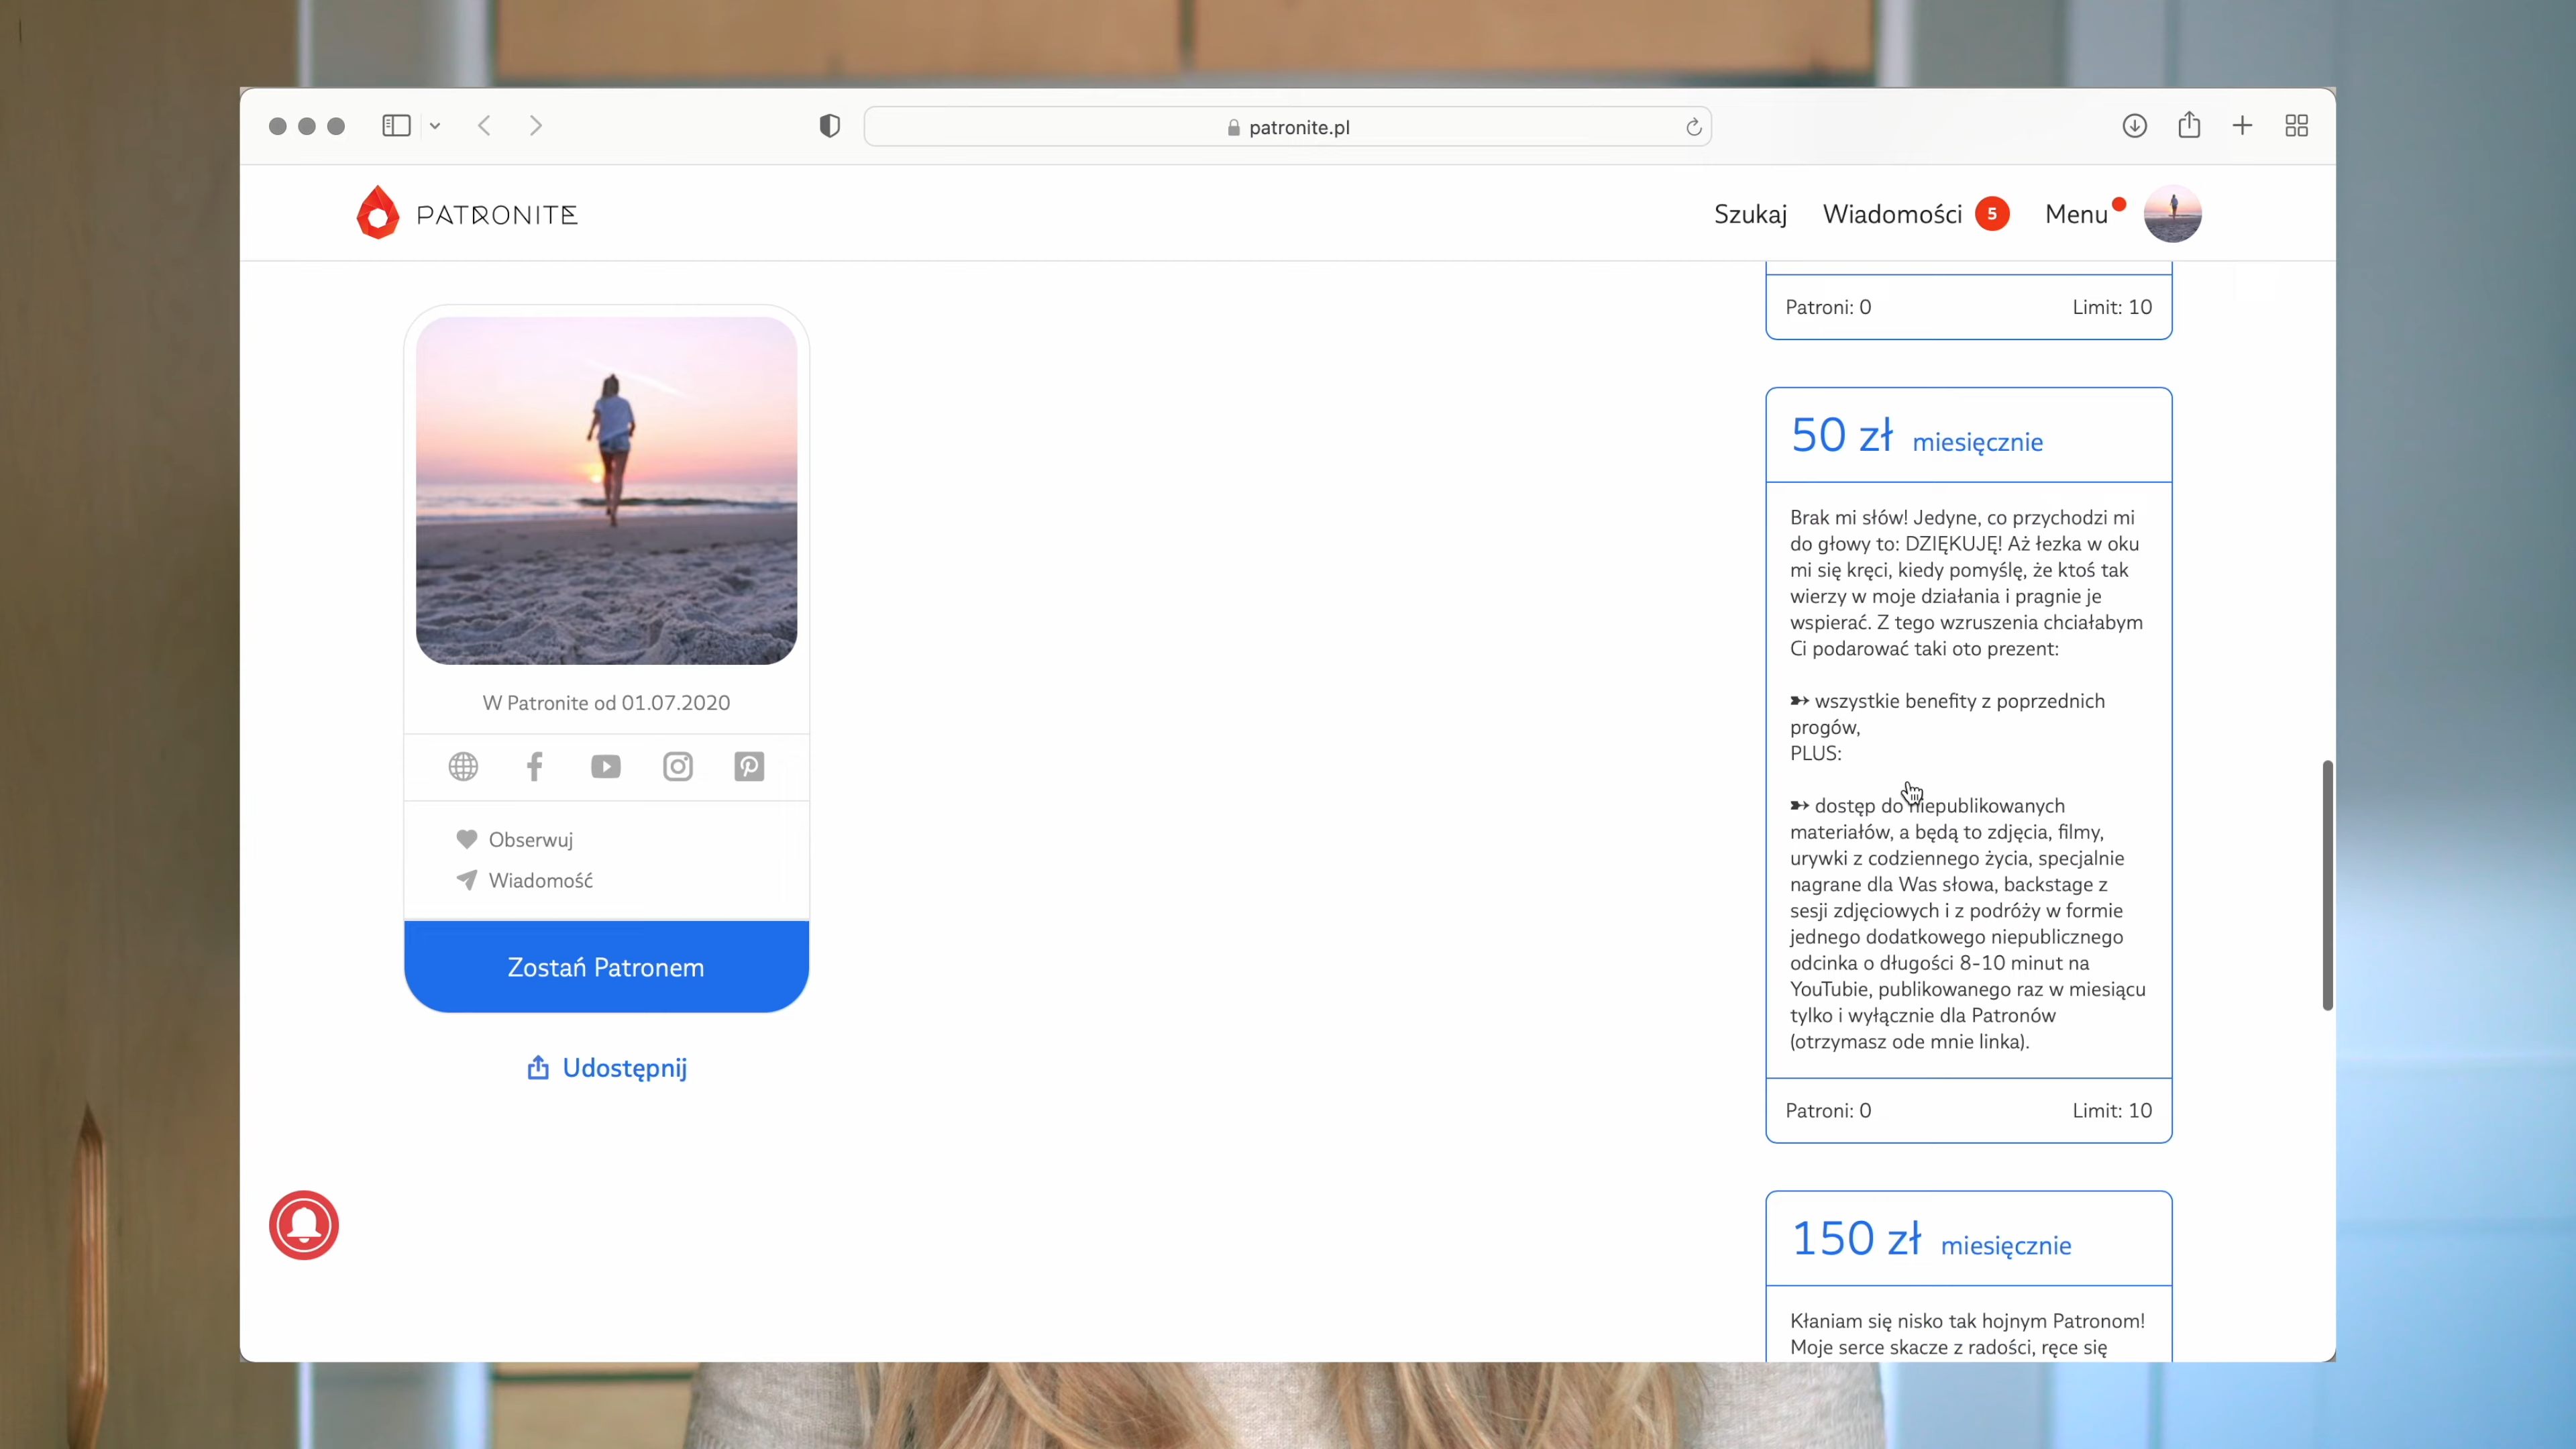 patronite.pl
PATRONITE
Szukaj
Wiadomości 5
Menu
W Patronite od 01.07.2020
Obserwuj
Wiadomość
Zostań Patronem
Udostępnij
Patroni: 0 Limit: 10
50 zł miesięcznie
Brak mi słów! Jedyne, co przychodzi mi
do głowy to: DZIĘKUJĘ! Aż łezka w oku
mi się kręci, kiedy pomyślę, że ktoś tak
wierzy w moje działania i pragnie je
wspierać. Z tego wzruszenia chciałabym
Ci podarować taki oto prezent:
➳ wszystkie benefity z poprzednich
progów,
PLUS:
➳ dostęp do niepublikowanych
materiałów, a będą to zdjęcia, filmy,
urywki z codziennego życia, specjalnie
nagrane dla Was słowa, backstage z
sesji zdjęciowych i z podróży w formie
jednego dodatkowego niepublicznego
odcinka o długości 8-10 minut na
YouTubie, publikowanego raz w miesiącu
tylko i wyłącznie dla Patronów
(otrzymasz ode mnie linka).
Patroni: 0 Limit: 10
150 zł miesięcznie
Kłaniam się nisko tak hojnym Patronom!
Moje serce skacze z radości, ręce się